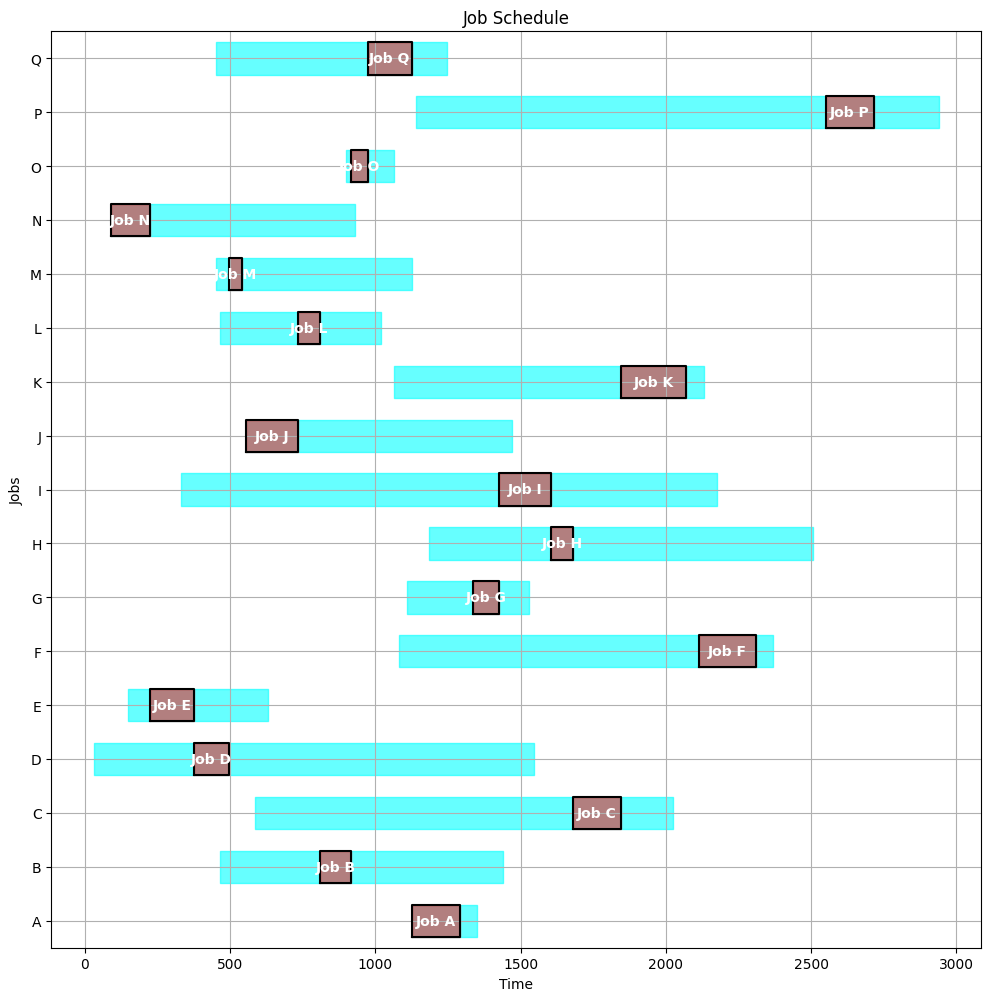 Job Schedule
Jobs
Q
Job Q
P
Job P
O
Job O
N
Job N
M
Job M
L
Job L
K
Job K
J
Job J
I
Job I
H
Job H
G
Job G
F
Job F
E
Job E
D
Job D
C
Job C
B
Job B
A
Job A
0 500 1000 1500 2000 2500 3000
Time